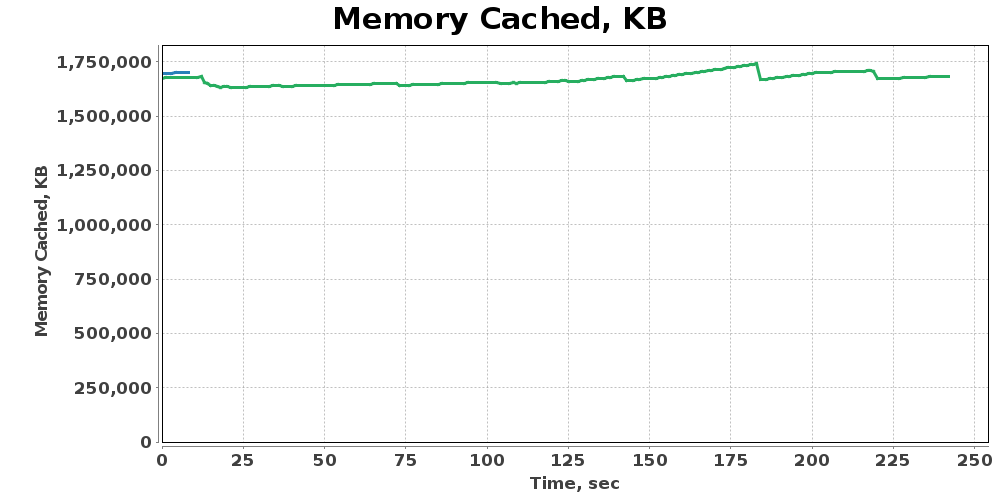 Memory Cached, KB
1,750,000
1,500,000
1,250,000
1,000,000
750,000
500,000
250,000
0
Memory Cached, KB
0 25 50 75 100 125 150 175 200 225 250
Time, sec